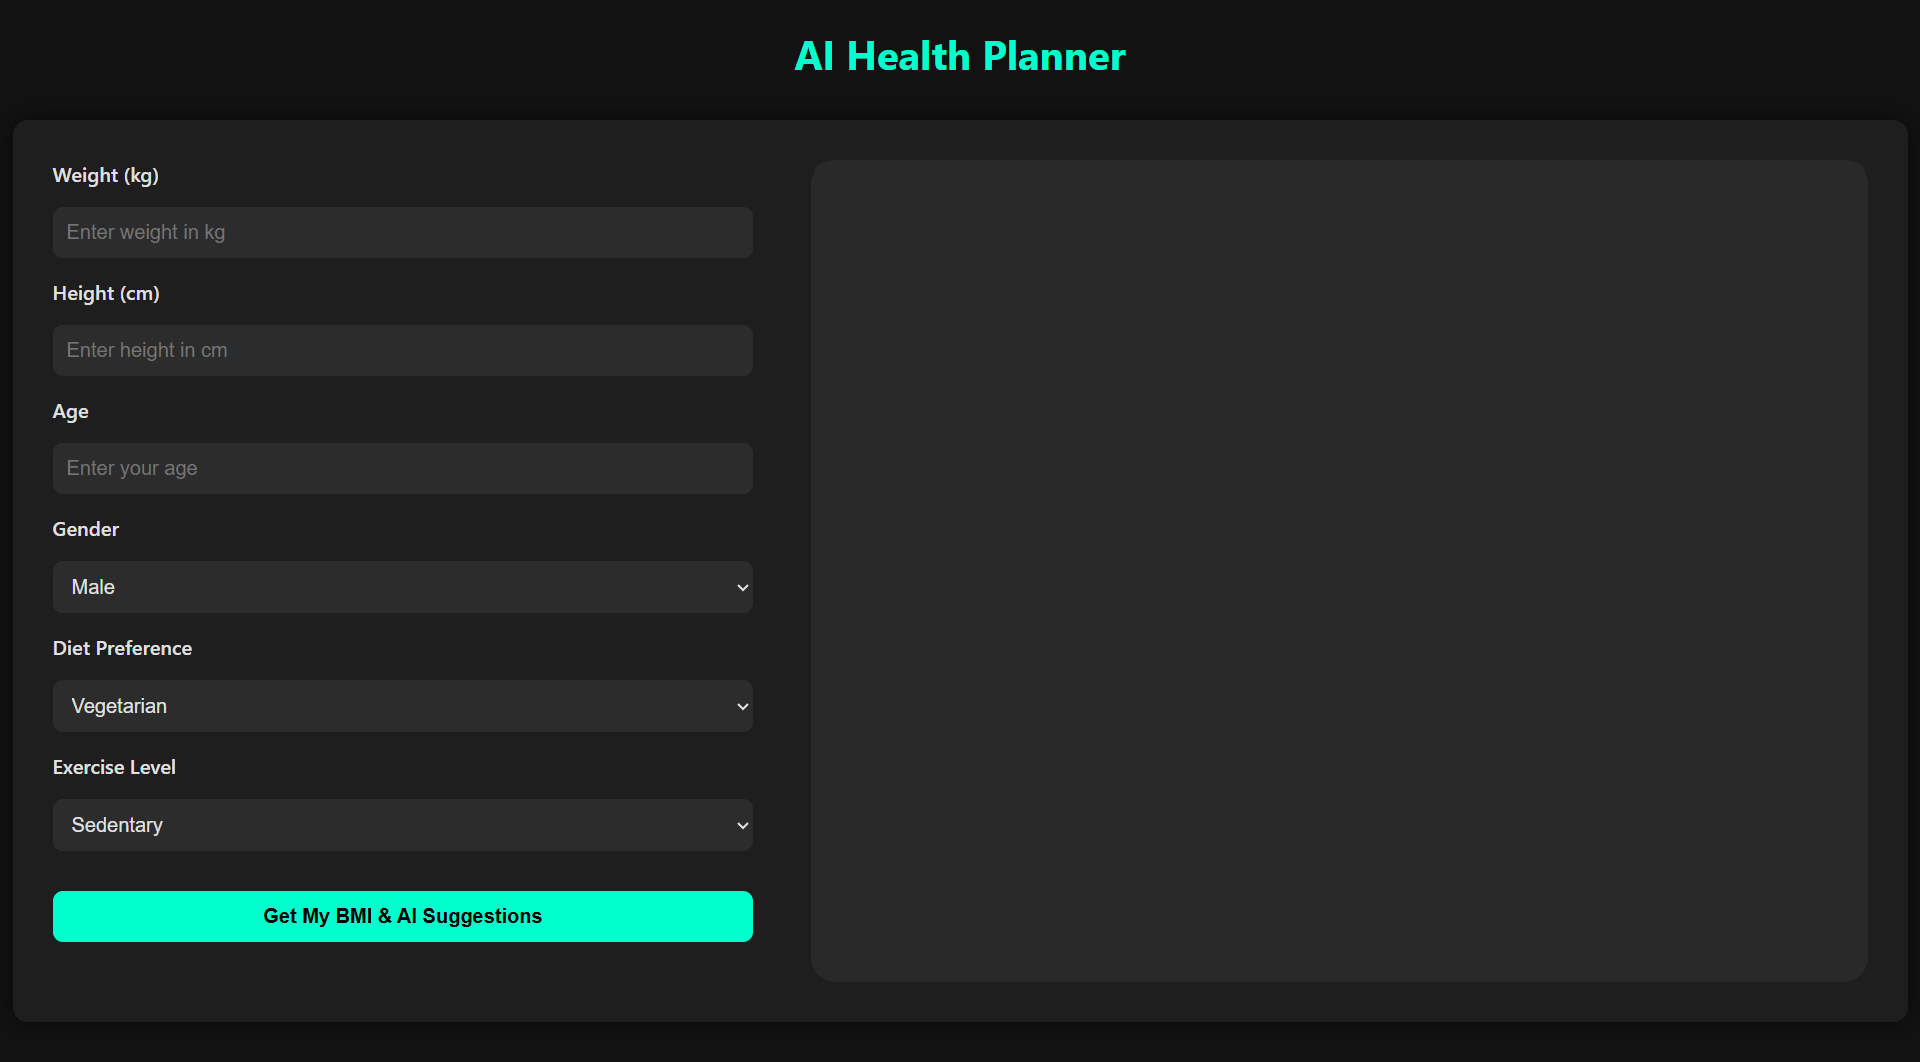 AI Health Planner
Weight (kg)
Enter weight in kg
Height (cm)
Enter height in cm
Age
Enter your age
Gender
Male
Diet Preference
Vegetarian
Exercise Level
Sedentary
Get My BMI & AI Suggestions